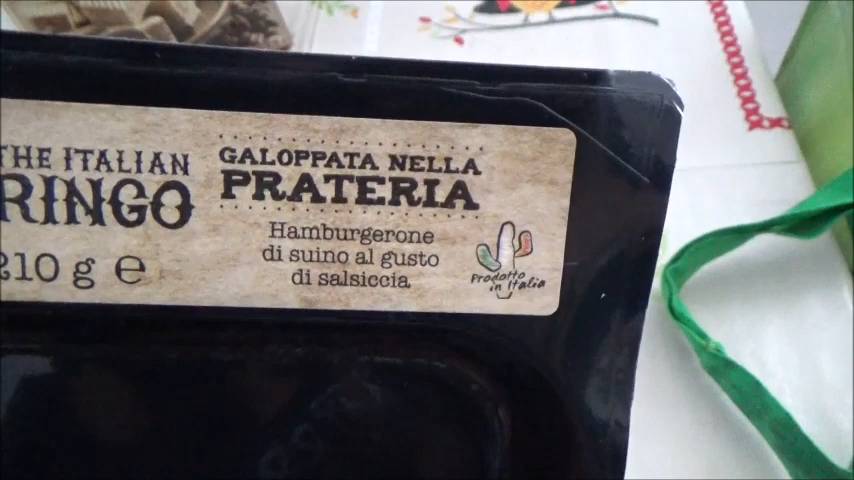 THE ITALIAN
RINGO
210 g ℮
GALOPPATA NELLA
PRATERIA
Hamburgerone
di suino al gusto
di salsiccia
Prodotto
in Italia